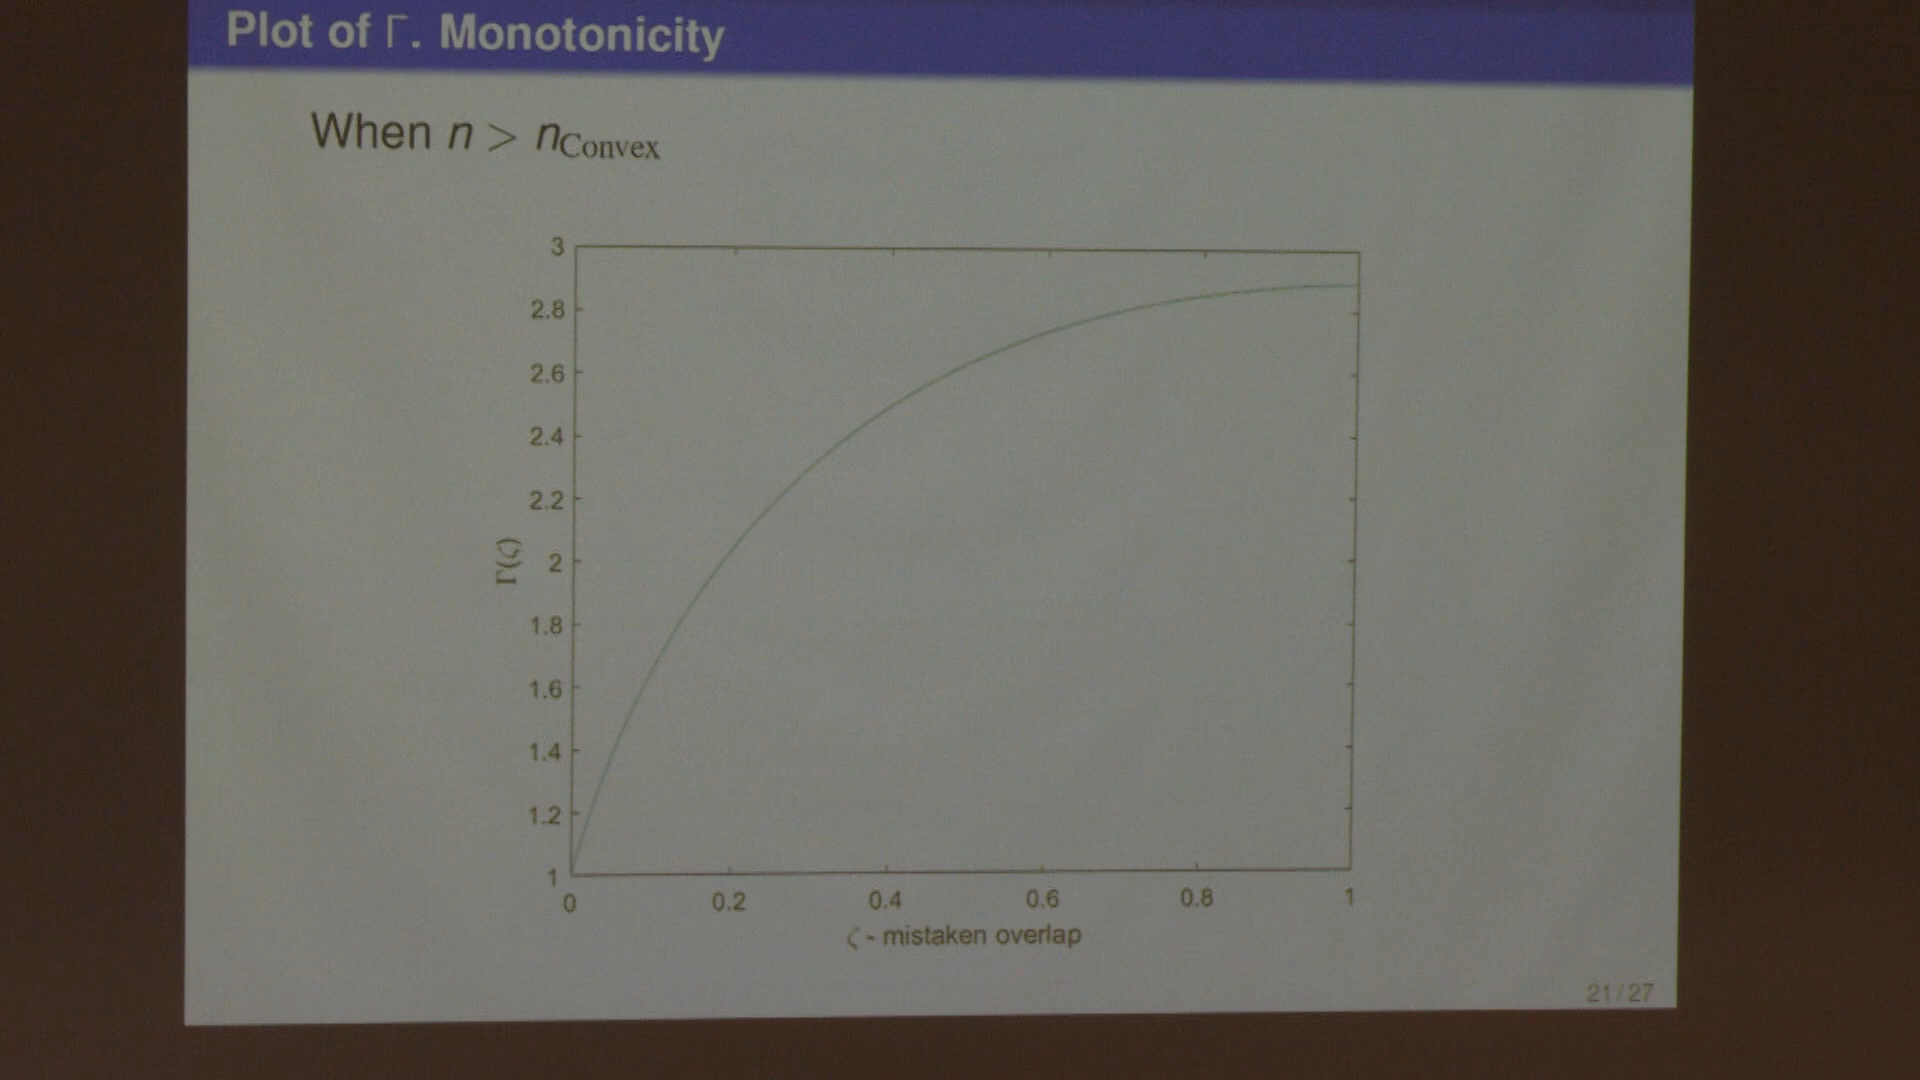 Plot of Γ. Monotonicity
When n > nConvex
3
2.8
2.6
2.4
2.2
2
1.8
1.6
1.4
1.2
1
Γ(ζ)
0 0.2 0.4 0.6 0.8 1
ζ - mistaken overlap
21/27